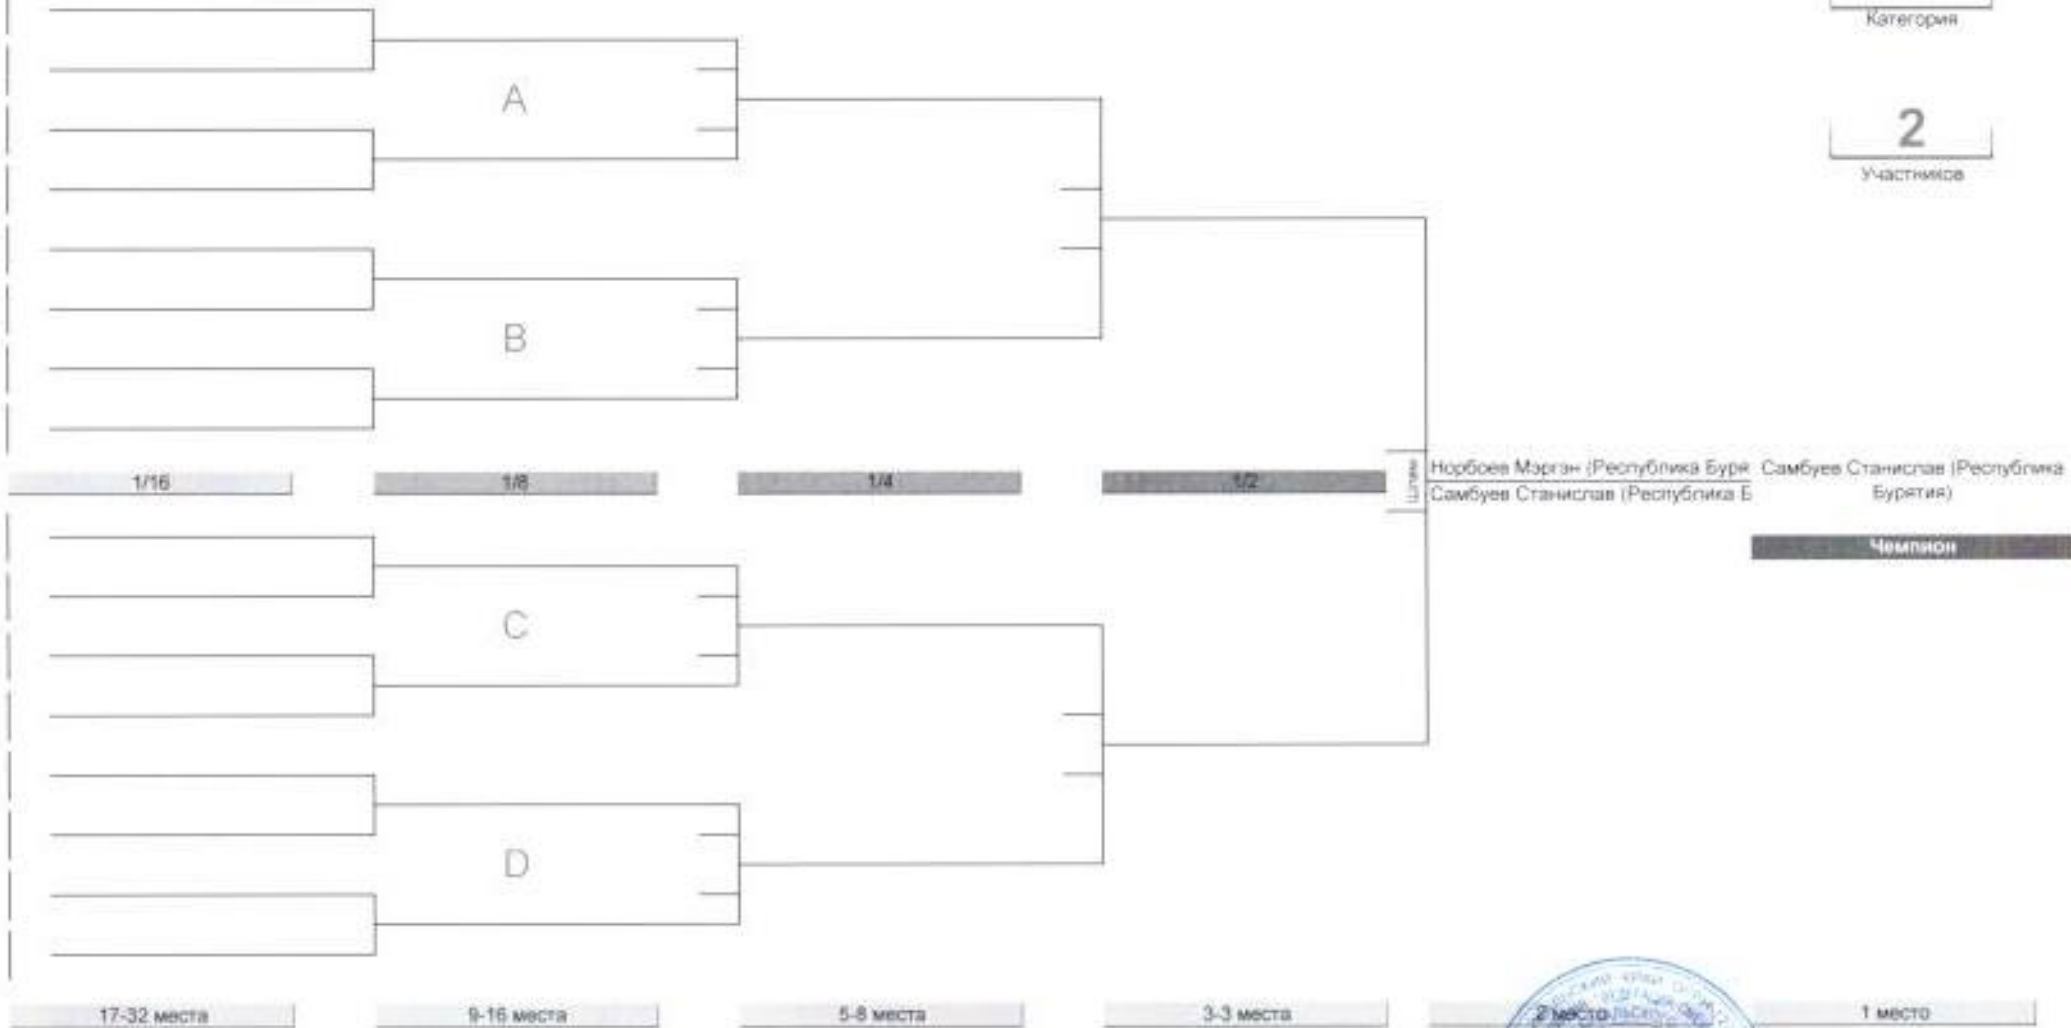 Категория
A
2
Участников
B
Норбоев Мэргэн (Республика Буря
Самбуев Станислав (Республика
1/16
1/8
1/4
1/2
Шлем
Самбуев Станислав (Республика Б
Бурятия)
Чемпион
C
D
17-32 места
9-16 места
5-8 места
3-3 места
2 место
1 место